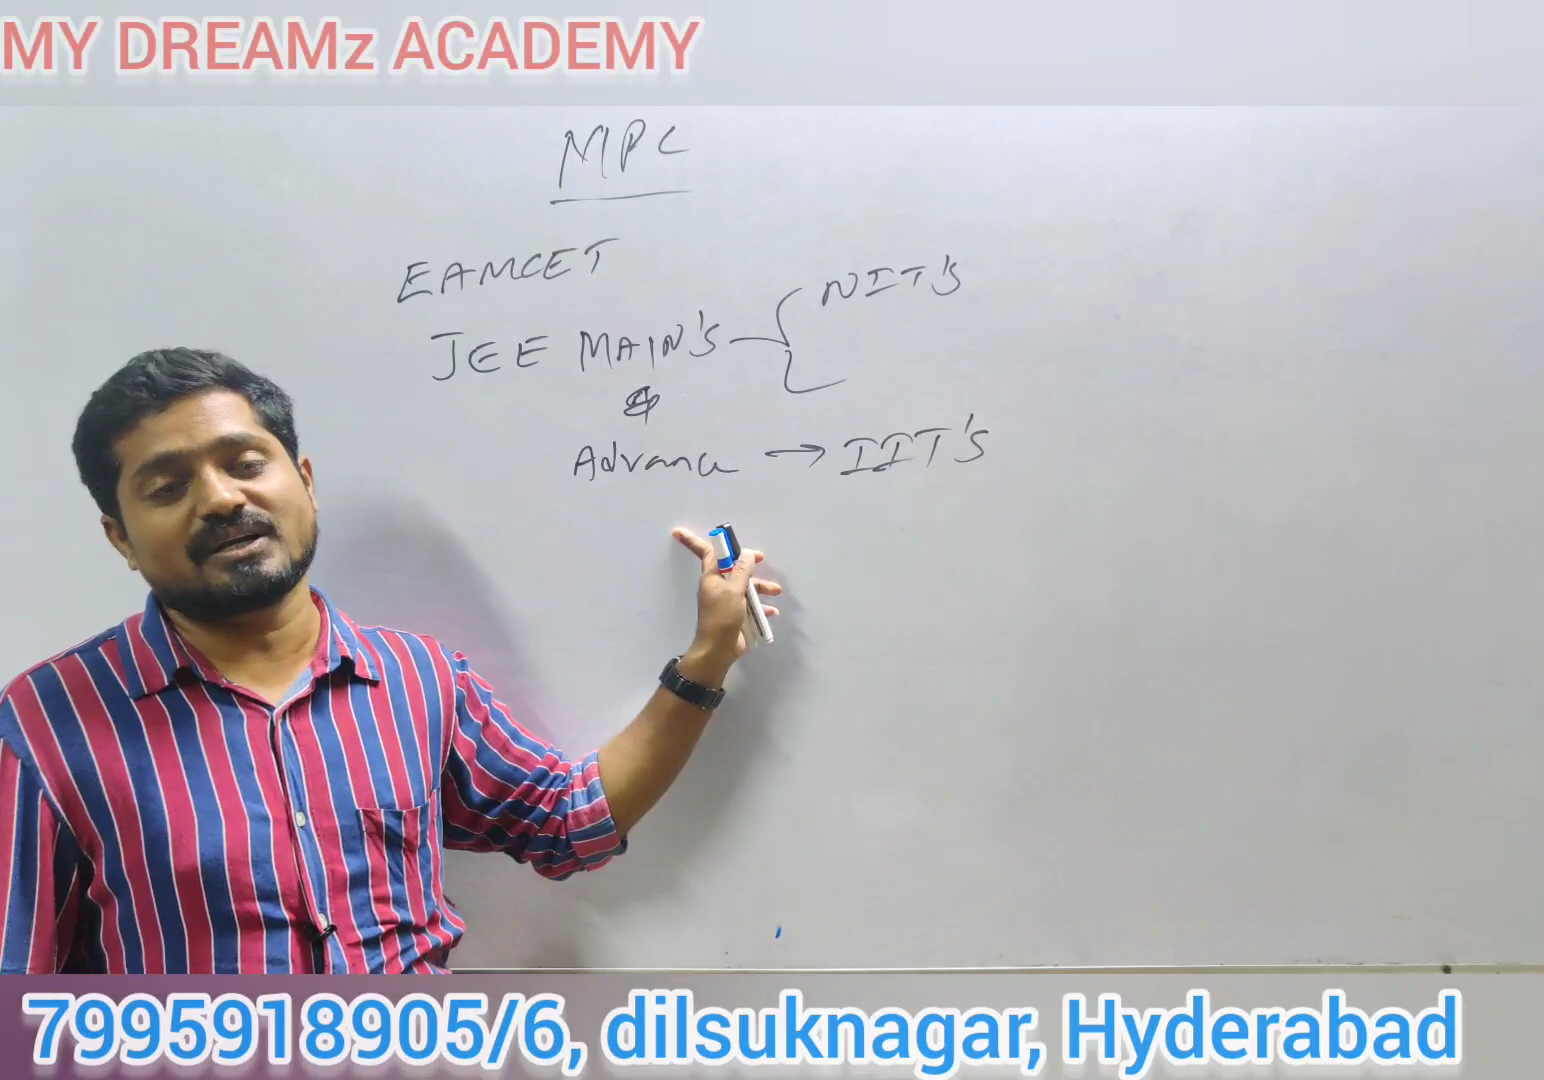 MY DREAMz ACADEMY
MPC
EAMCET
NIT'S
JEE MAIN'S
&
Advance → IIT'S
7995918905/6, dilsuknagar, Hyderabad